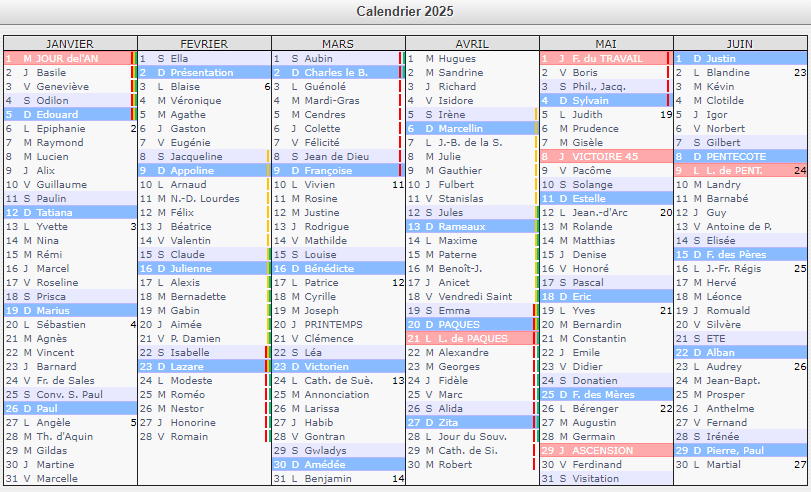 Calendrier 2025
JANVIER
1 M JOUR del'AN
2 J Basile
3 V Geneviève
4 S Odilon
5 D Edouard
6 L Epiphanie 2
7 M Raymond
8 M Lucien
9 J Alix
10 V Guillaume
11 S Paulin
12 D Tatiana
13 L Yvette 3
14 M Nina
15 M Rémi
16 J Marcel
17 V Roseline
18 S Prisca
19 D Marius
20 L Sébastien 4
21 M Agnès
22 M Vincent
23 J Barnard
24 V Fr. de Sales
25 S Conv. S. Paul
26 D Paul
27 L Angèle 5
28 M Th. d'Aquin
29 M Gildas
30 J Martine
31 V Marcelle
FEVRIER
1 S Ella
2 D Présentation
3 L Blaise 6
4 M Véronique
5 M Agathe
6 J Gaston
7 V Eugénie
8 S Jacqueline
9 D Appoline
10 L Arnaud
11 M N.-D. Lourdes
12 M Félix
13 J Béatrice
14 V Valentin
15 S Claude
16 D Julienne
17 L Alexis
18 M Bernadette
19 M Gabin
20 J Aimée
21 V P. Damien
22 S Isabelle
23 D Lazare
24 L Modeste
25 M Roméo
26 M Nestor
27 J Honorine
28 V Romain
MARS
1 S Aubin
2 D Charles le B.
3 L Guénolé
4 M Mardi-Gras
5 M Cendres
6 J Colette
7 V Félicité
8 S Jean de Dieu
9 D Françoise
10 L Vivien 11
11 M Rosine
12 M Justine
13 J Rodrigue
14 V Mathilde
15 S Louise
16 D Bénédicte
17 L Patrice 12
18 M Cyrille
19 M Joseph
20 J PRINTEMPS
21 V Clémence
22 S Léa
23 D Victorien
24 L Cath. de Suè. 13
25 M Annonciation
26 M Larissa
27 J Habib
28 V Gontran
29 S Gwladys
30 D Amédée
31 L Benjamin 14
AVRIL
1 M Hugues
2 M Sandrine
3 J Richard
4 V Isidore
5 S Irène
6 D Marcellin
7 L J.-B. de la S.
8 M Julie
9 M Gauthier
10 J Fulbert
11 V Stanislas
12 S Jules
13 D Rameaux
14 L Maxime
15 M Paterne
16 M Benoît-J.
17 J Anicet
18 V Vendredi Saint
19 S Emma
20 D PAQUES
21 L L. de PAQUES
22 M Alexandre
23 M Georges
24 J Fidèle
25 V Marc
26 S Alida
27 D Zita
28 L Jour du Souv.
29 M Cath. de Si.
30 M Robert
MAI
1 J F. du TRAVAIL
2 V Boris
3 S Phil., Jacq.
4 D Sylvain
5 L Judith 19
6 M Prudence
7 M Gisèle
8 J VICTOIRE 45
9 V Pacôme
10 S Solange
11 D Estelle
12 L Jean.-d'Arc 20
13 M Rolande
14 M Matthias
15 J Denise
16 V Honoré
17 S Pascal
18 D Eric
19 L Yves 21
20 M Bernardin
21 M Constantin
22 J Emile
23 V Didier
24 S Donatien
25 D F. des Mères
26 L Bérenger 22
27 M Augustin
28 M Germain
29 J ASCENSION
30 V Ferdinand
31 S Visitation
JUIN
1 D Justin
2 L Blandine 23
3 M Kévin
4 M Clotilde
5 J Igor
6 V Norbert
7 S Gilbert
8 D PENTECOTE
9 L L. de PENT. 24
10 M Landry
11 M Barnabé
12 J Guy
13 V Antoine de P.
14 S Elisée
15 D F. des Pères
16 L J.-Fr. Régis 25
17 M Hervé
18 M Léonce
19 J Romuald
20 V Silvère
21 S ETE
22 D Alban
23 L Audrey 26
24 M Jean-Bapt.
25 M Prosper
26 J Anthelme
27 V Fernand
28 S Irénée
29 D Pierre, Paul
30 L Martial 27